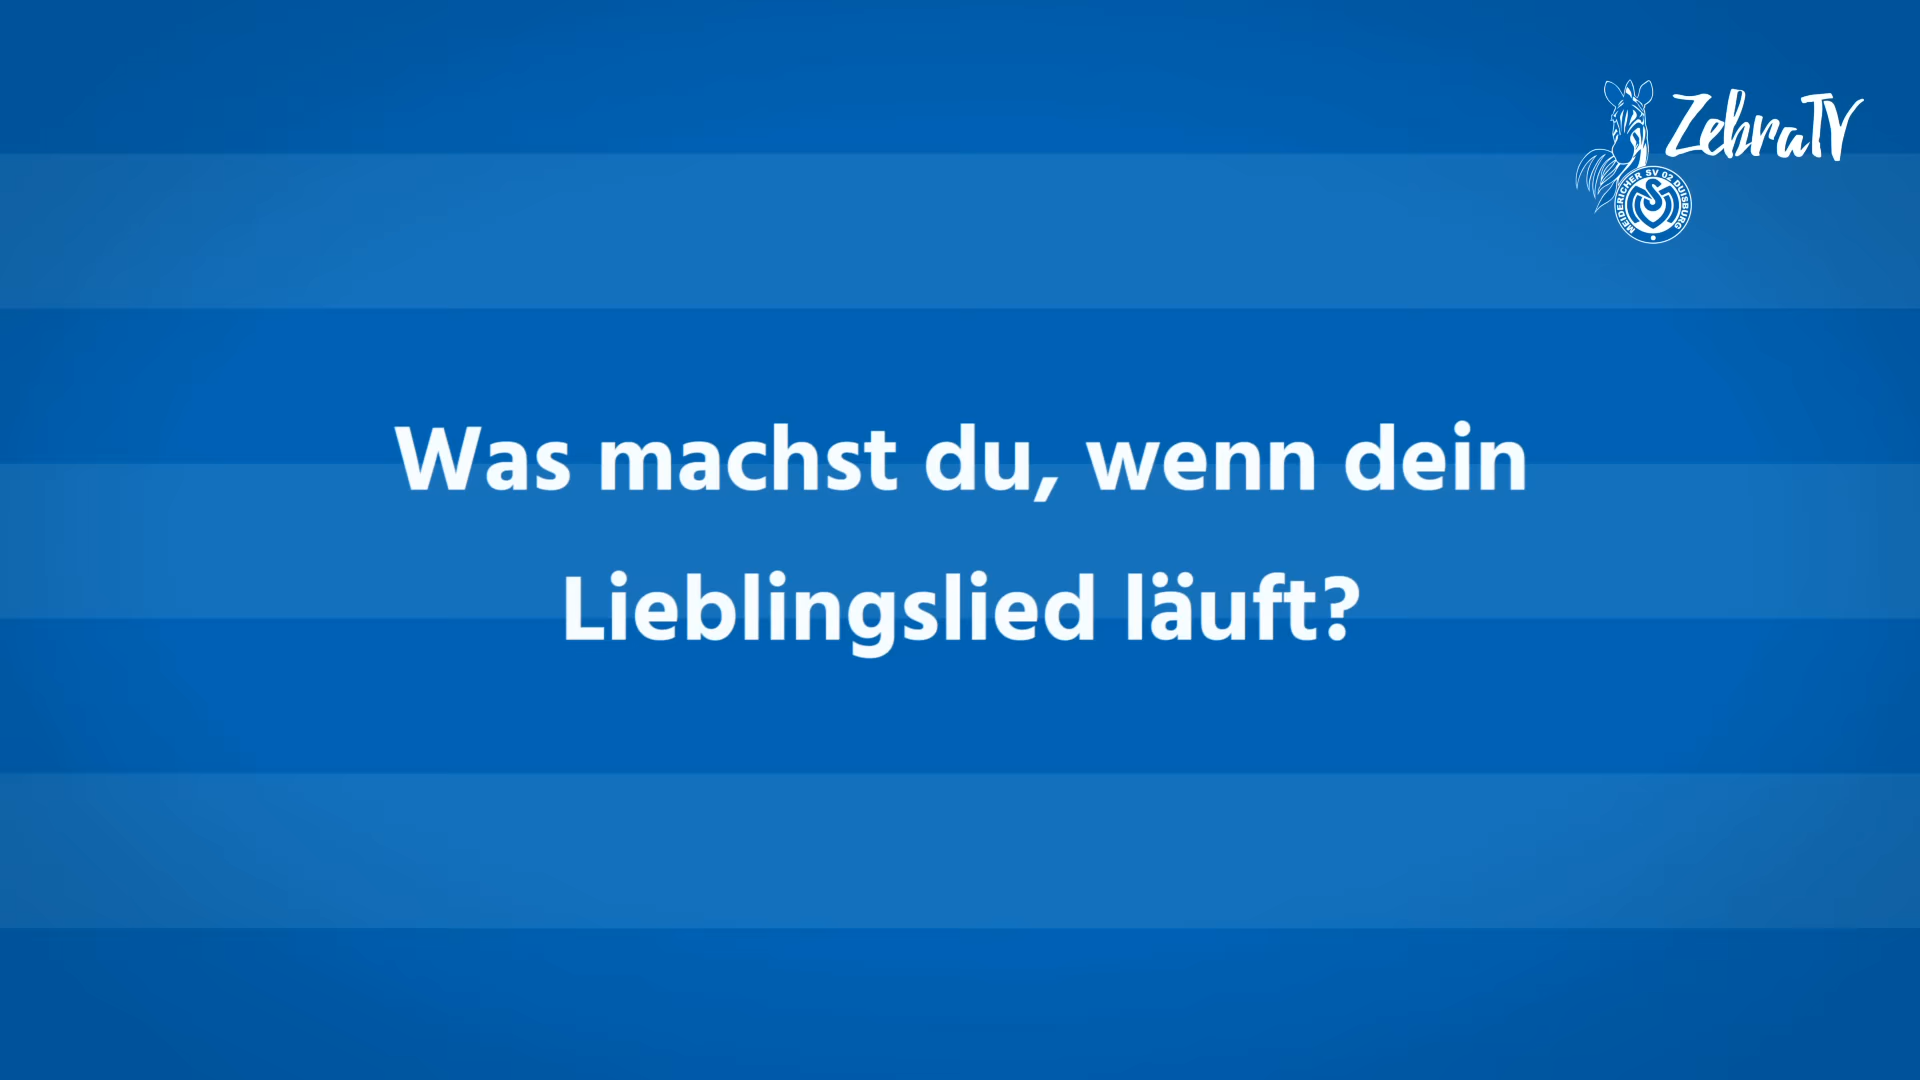 ZebraTV
MEIDERICHER SV 02 DUISBURG
Was machst du, wenn dein
Lieblingslied läuft?